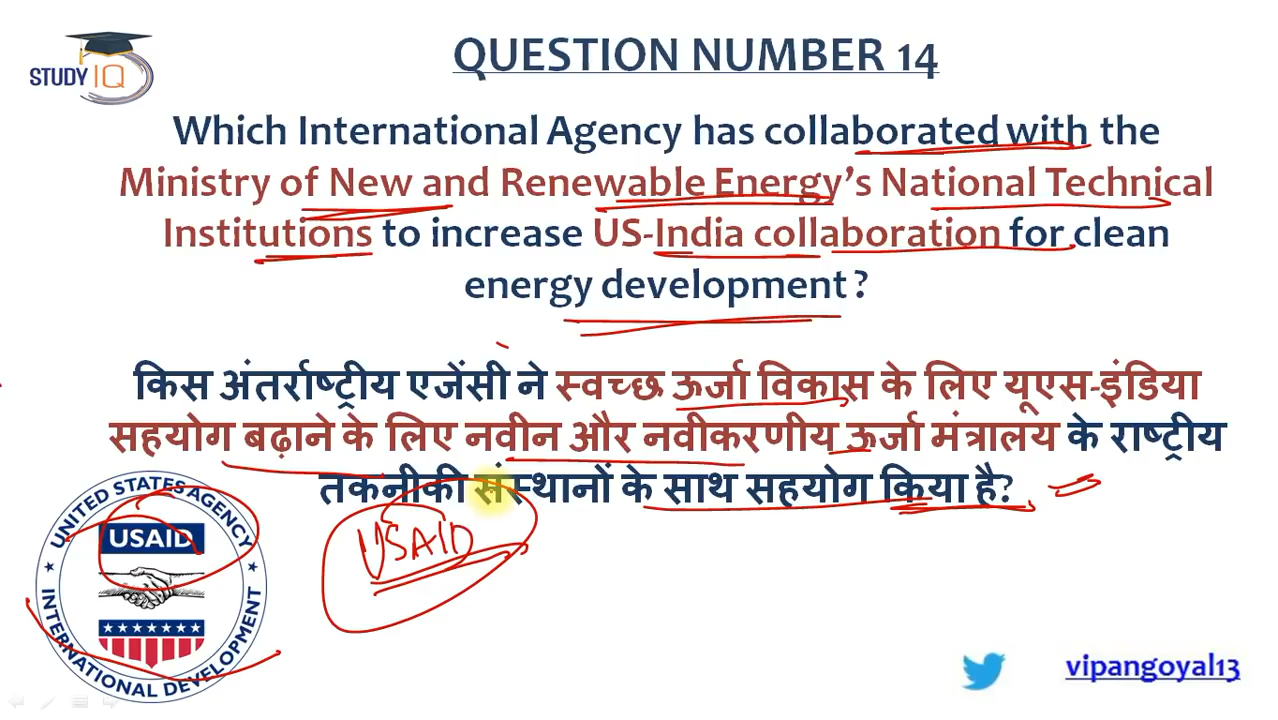 STUDY IQ
QUESTION NUMBER 14
Which International Agency has collaborated with the
Ministry of New and Renewable Energy’s National Technical
Institutions to increase US-India collaboration for clean
energy development?
किस अंतर्राष्ट्रीय एजेंसी ने स्वच्छ ऊर्जा विकास के लिए यूएस-इंडिया
सहयोग बढ़ाने के लिए नवीन और नवीकरणीय ऊर्जा मंत्रालय के राष्ट्रीय
तकनीकी संस्थानों के साथ सहयोग किया है?
UNITED STATES AGENCY
USAID
INTERNATIONAL DEVELOPMENT
USAID
vipangoyal13